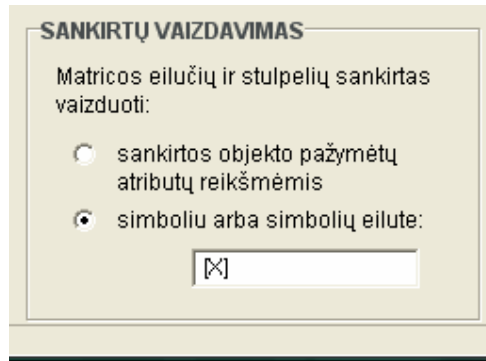 SANKIRTŲ VAIZDAVIMAS
Matricos eilučių ir stulpelių sankirtas
vaizduoti:
sankirtos objekto pažymėtų
atributų reikšmėmis
simboliu arba simbolių eilute:
[X]